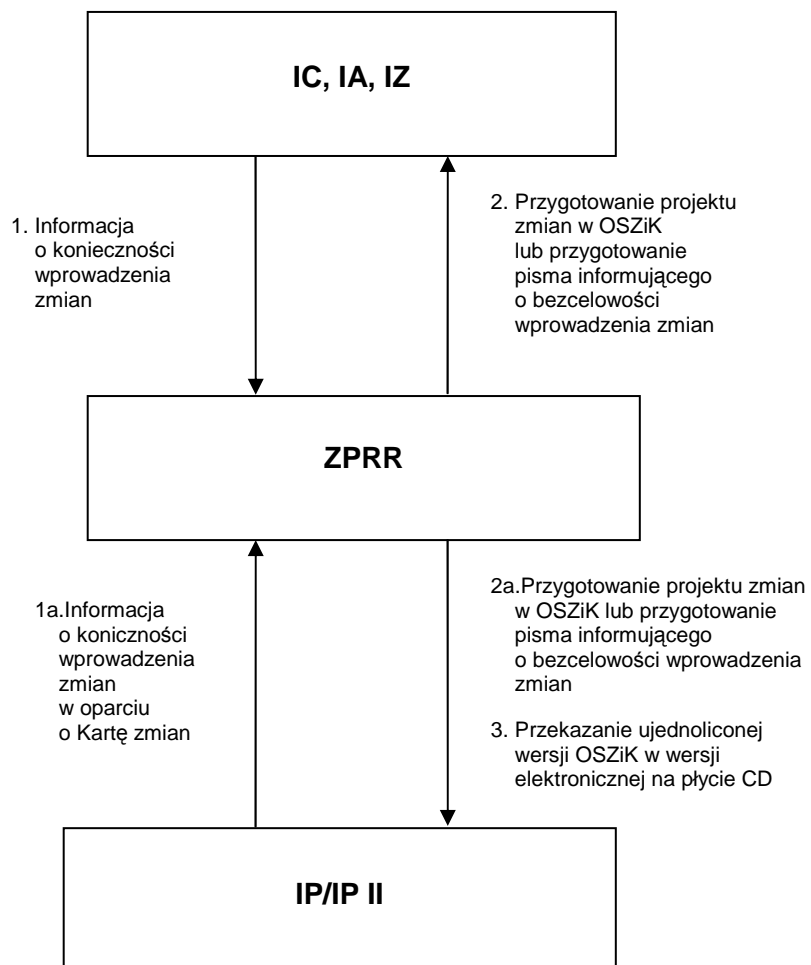 IC, IA, IZ
1. Informacja
o konieczności
wprowadzenia
zmian
2. Przygotowanie projektu
zmian w OSZiK
lub przygotowanie
pisma informującego
o bezcelowości
wprowadzenia zmian
ZPRR
1a.Informacja
o koniczności
wprowadzenia
zmian
w oparciu
o Kartę zmian
2a.Przygotowanie projektu zmian
w OSZiK lub przygotowanie
pisma informującego
o bezcelowości wprowadzenia
zmian
3. Przekazanie ujednoliconej
wersji OSZiK w wersji
elektronicznej na płycie CD
IP/IP II